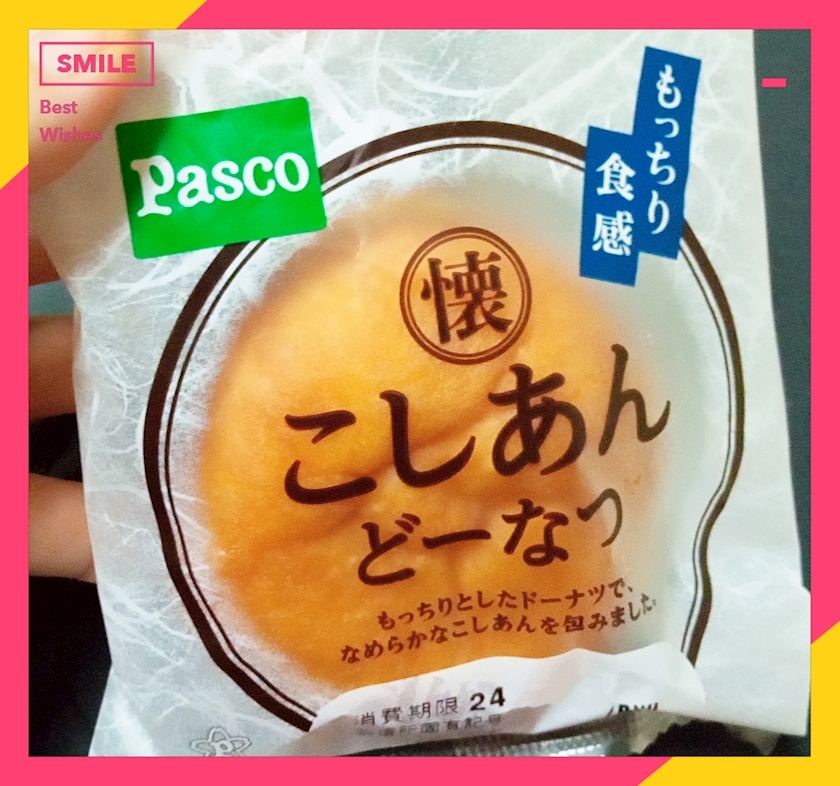 SMILE
Best
Wishes
Pasco
もっちり
食感
懐
こしあん
どーなつ
もっちりとしたドーナツで、
なめらかなこしあんを包みました。
消費期限 24